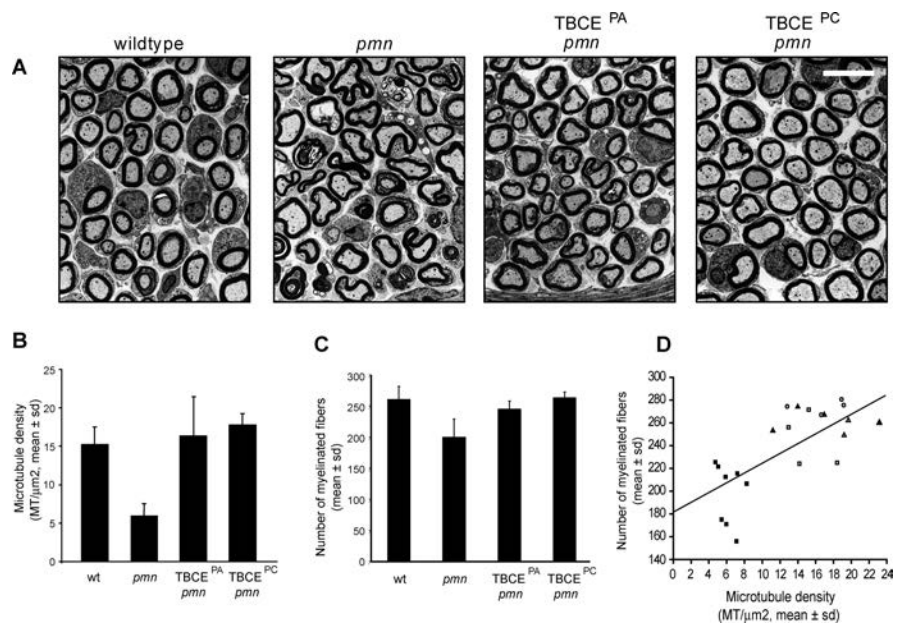 A
wildtype
pmn
TBCE PA
pmn
TBCE PC
pmn
B
Microtubule density
(MT/μm2, mean ± sd)
25
20
15
10
5
0
wt
pmn
TBCE PA
pmn
TBCE PC
pmn
C
Number of myelinated fibers
(mean ± sd)
300
250
200
150
100
50
0
wt
pmn
TBCE PA
pmn
TBCE PC
pmn
D
Number of myelinated fibers
(mean ± sd)
300
280
260
240
220
200
180
160
140
0 2 4 6 8 10 12 14 16 18 20 22 24
Microtubule density
(MT/μm2, mean ± sd)